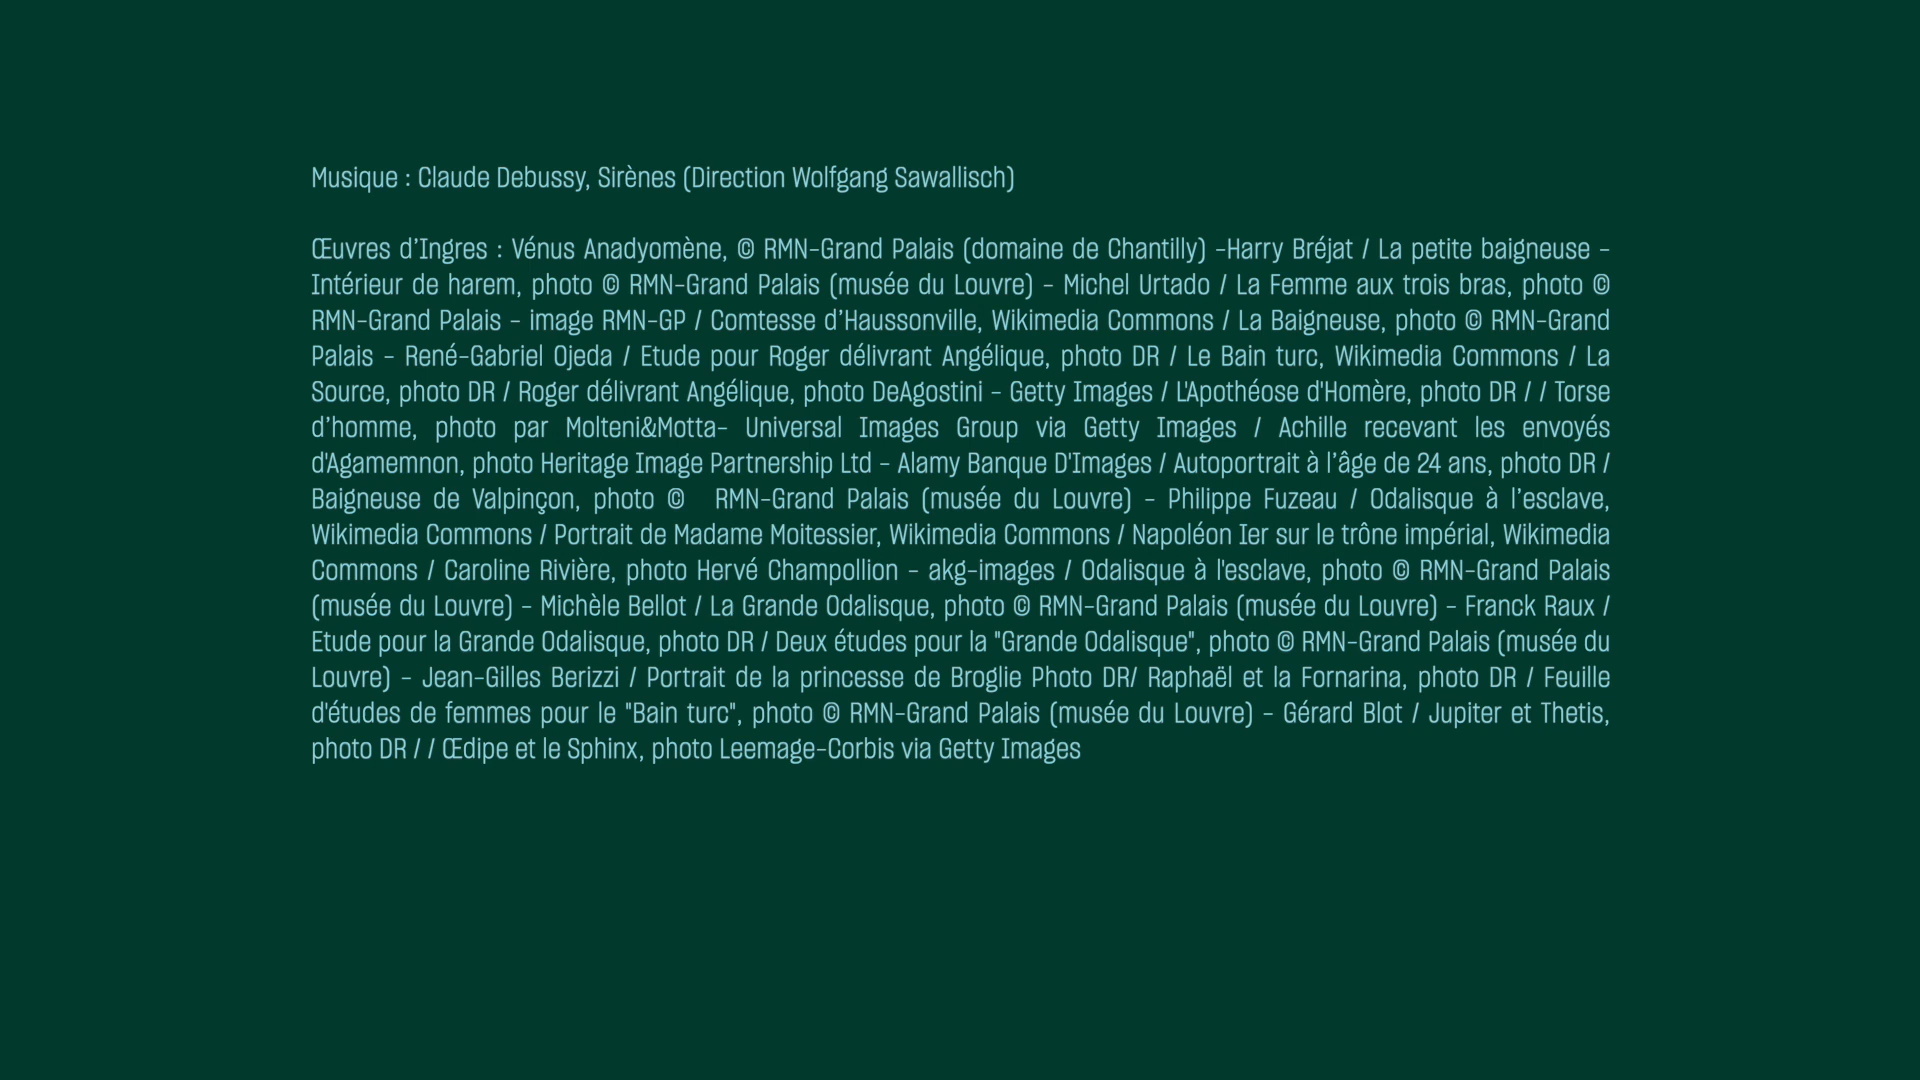 Musique : Claude Debussy, Sirènes (Direction Wolfgang Sawallisch)
Œuvres d’Ingres : Vénus Anadyomène, © RMN-Grand Palais (domaine de Chantilly) -Harry Bréjat / La petite baigneuse -
Intérieur de harem, photo © RMN-Grand Palais (musée du Louvre) - Michel Urtado / La Femme aux trois bras, photo ©
RMN-Grand Palais - image RMN-GP / Comtesse d’Haussonville, Wikimedia Commons / La Baigneuse, photo © RMN-Grand
Palais - René-Gabriel Ojeda / Etude pour Roger délivrant Angélique, photo DR / Le Bain turc, Wikimedia Commons / La
Source, photo DR / Roger délivrant Angélique, photo DeAgostini - Getty Images / L'Apothéose d'Homère, photo DR / / Torse
d’homme, photo par Molteni&Motta- Universal Images Group via Getty Images / Achille recevant les envoyés
d'Agamemnon, photo Heritage Image Partnership Ltd - Alamy Banque D'Images / Autoportrait à l’âge de 24 ans, photo DR /
Baigneuse de Valpinçon, photo © RMN-Grand Palais (musée du Louvre) - Philippe Fuzeau / Odalisque à l’esclave,
Wikimedia Commons / Portrait de Madame Moitessier, Wikimedia Commons / Napoléon Ier sur le trône impérial, Wikimedia
Commons / Caroline Rivière, photo Hervé Champollion - akg-images / Odalisque à l'esclave, photo © RMN-Grand Palais
(musée du Louvre) - Michèle Bellot / La Grande Odalisque, photo © RMN-Grand Palais (musée du Louvre) - Franck Raux /
Etude pour la Grande Odalisque, photo DR / Deux études pour la "Grande Odalisque", photo © RMN-Grand Palais (musée du
Louvre) - Jean-Gilles Berizzi / Portrait de la princesse de Broglie Photo DR/ Raphaël et la Fornarina, photo DR / Feuille
d'études de femmes pour le "Bain turc", photo © RMN-Grand Palais (musée du Louvre) - Gérard Blot / Jupiter et Thetis,
photo DR / / Œdipe et le Sphinx, photo Leemage-Corbis via Getty Images